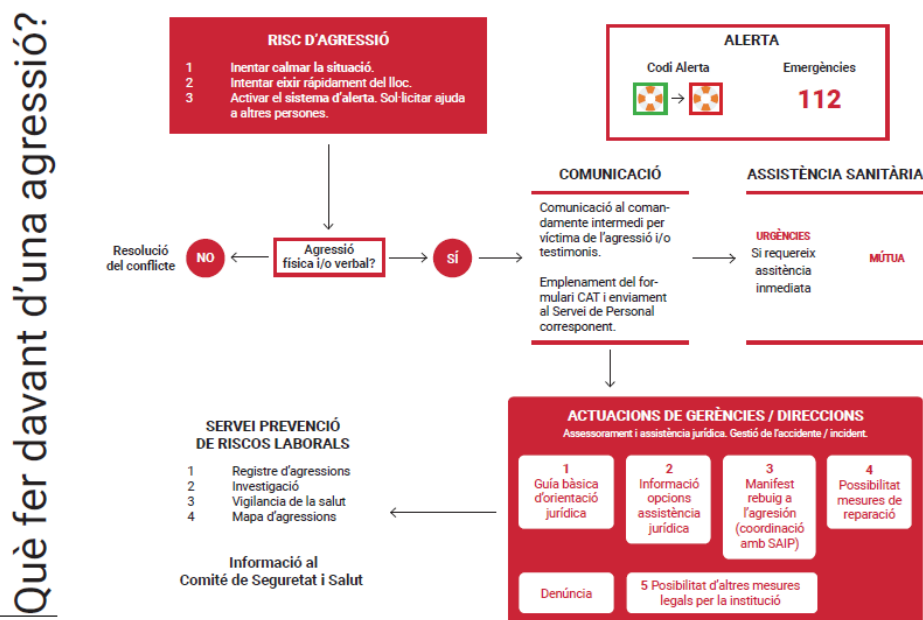 Què fer davant d'una agressió?
RISC D'AGRESSIÓ
1 Inentar calmar la situació.
2 Intentar eixir rápidament del lloc.
3 Activar el sistema d'alerta. Sol·licitar ajuda
a altres persones.
ALERTA
Codi Alerta
Emergències
112
Resolució
del conflicte
NO
Agressió
física i/o verbal?
SÍ
COMUNICACIÓ
Comunicació al coman-
damente intermedi per
víctima de l'agressió i/o
testimonis.
Emplenament del for-
mulari CAT i enviament
al Servei de Personal
corresponent.
ASSISTÈNCIA SANITÀRIA
URGÈNCIES
Si requereix
assitència
inmediata
MÚTUA
ACTUACIONS DE GERÈNCIES / DIRECCIONS
Assessorament i assistència jurídica. Gestió de l'accidente / incident.
1
Guía bàsica
d'orientació
jurídica
2
Informació
opcions
assistència
jurídica
3
Manifest
rebuig a
l'agresión
(coordinació
amb SAIP)
4
Possibilitat
mesures de
reparació
Denúncia
5 Posibilitat d'altres mesures
legals per la institució
SERVEI PREVENCIÓ
DE RISCOS LABORALS
1 Registre d'agressions
2 Investigació
3 Vigilancia de la salut
4 Mapa d'agressions
Informació al
Comité de Seguretat i Salut